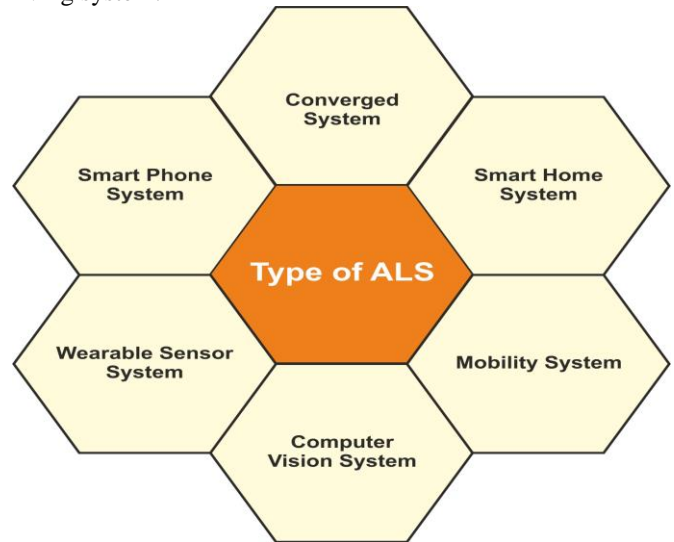 Converged
System
Smart Phone
System
Smart Home
System
Type of ALS
Wearable Sensor
System
Mobility System
Computer
Vision System